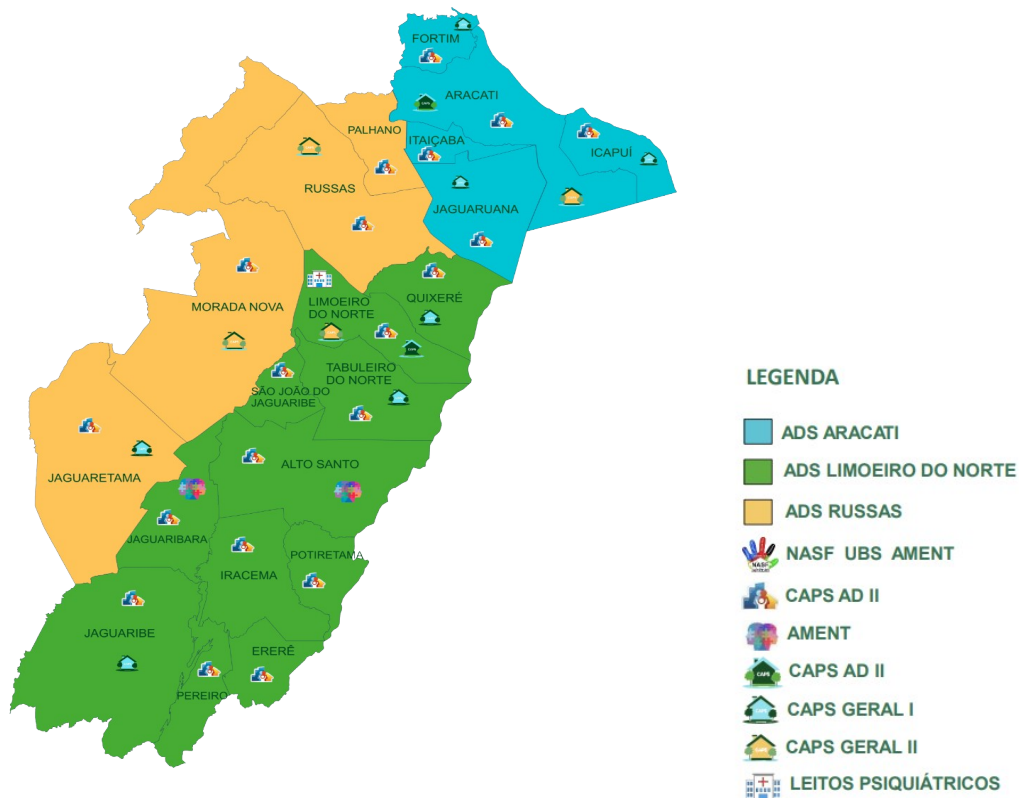 FORTIM
ARACATI
PALHANO
ITAIÇABA
ICAPUÍ
RUSSAS
JAGUARUANA
LIMOEIRO
DO NORTE
QUIXERÉ
MORADA NOVA
TABULEIRO
DO NORTE
SÃO JOÃO DO
JAGUARIBE
ALTO SANTO
JAGUARETAMA
JAGUARIBARA
POTIRETAMA
IRACEMA
JAGUARIBE
ERERÊ
PEREIRO
LEGENDA
ADS ARACATI
ADS LIMOEIRO DO NORTE
ADS RUSSAS
NASF
NASF UBS AMENT
CAPS AD II
AMENT
CAPS
CAPS AD II
CAPS GERAL I
CAPS GERAL II
LEITOS PSIQUIÁTRICOS